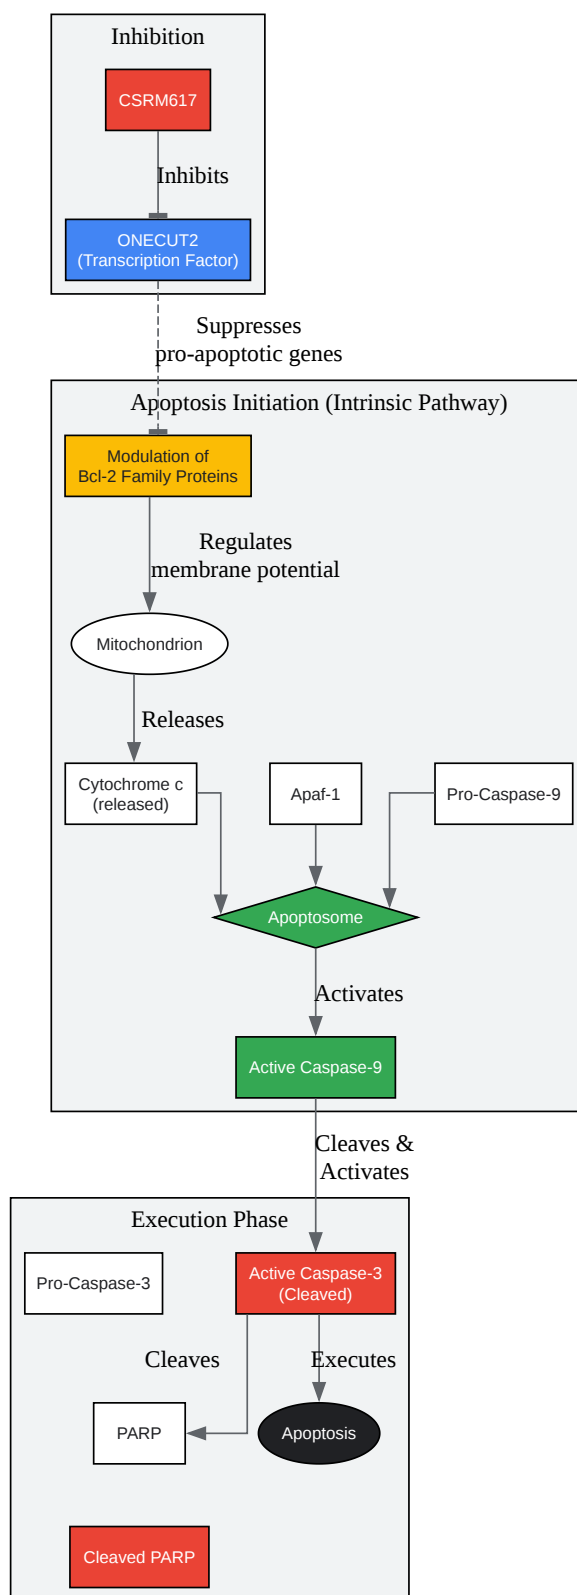 Inhibition
CSRM617
Inhibits
ONECUT2
(Transcription Factor)
Suppresses
pro-apoptotic genes
Apoptosis Initiation (Intrinsic Pathway)
Modulation of
Bcl-2 Family Proteins
Regulates
membrane potential
Mitochondrion
Releases
Cytochrome c
(released)
Apaf-1
Pro-Caspase-9
Apoptosome
Activates
Active Caspase-9
Cleaves &
Activates
Execution Phase
Pro-Caspase-3
Active Caspase-3
(Cleaved)
Cleaves
Executes
PARP
Apoptosis
Cleaved PARP